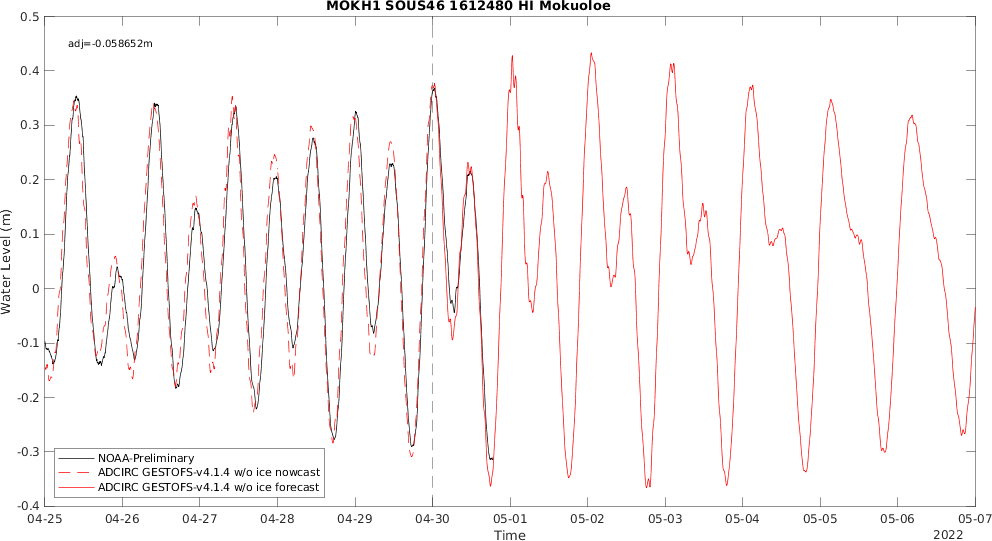 MOKH1 SOUS46 1612480 HI Mokuoloe
adj=-0.058652m
Water Level (m)
0.5
0.4
0.3
0.2
0.1
0
-0.1
-0.2
-0.3
-0.4
NOAA-Preliminary
ADCIRC GESTOFS-v4.1.4 w/o ice nowcast
ADCIRC GESTOFS-v4.1.4 w/o ice forecast
04-25 04-26 04-27 04-28 04-29 04-30 05-01 05-02 05-03 05-04 05-05 05-06 05-07
Time
2022